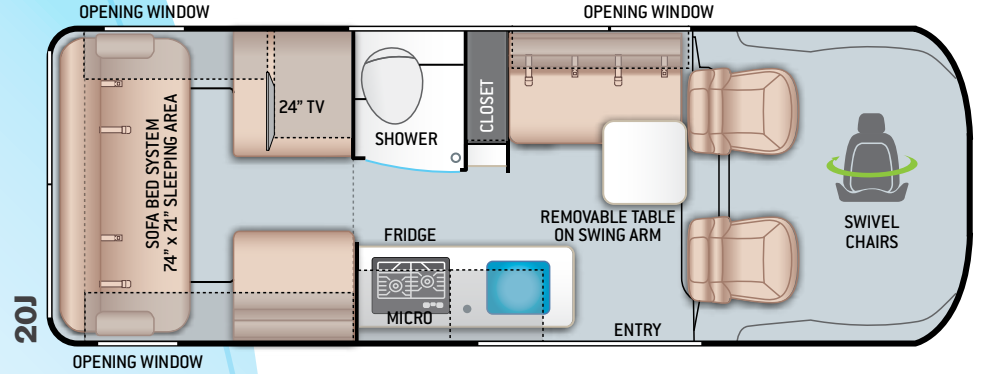 OPENING WINDOW
OPENING WINDOW
24” TV
SHOWER
CLOSET
SOFA BED SYSTEM
74” x 71” SLEEPING AREA
REMOVABLE TABLE
ON SWING ARM
SWIVEL
CHAIRS
FRIDGE
MICRO
ENTRY
20J
OPENING WINDOW